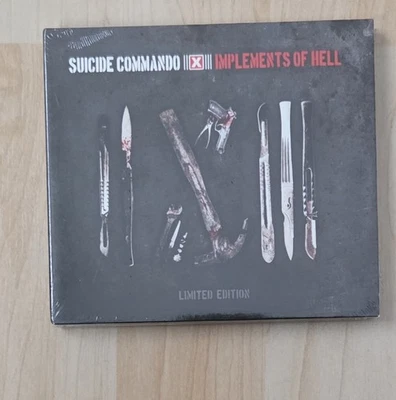 SUICIDE COMMANDO X IMPLEMENTS OF HELL
LIMITED EDITION